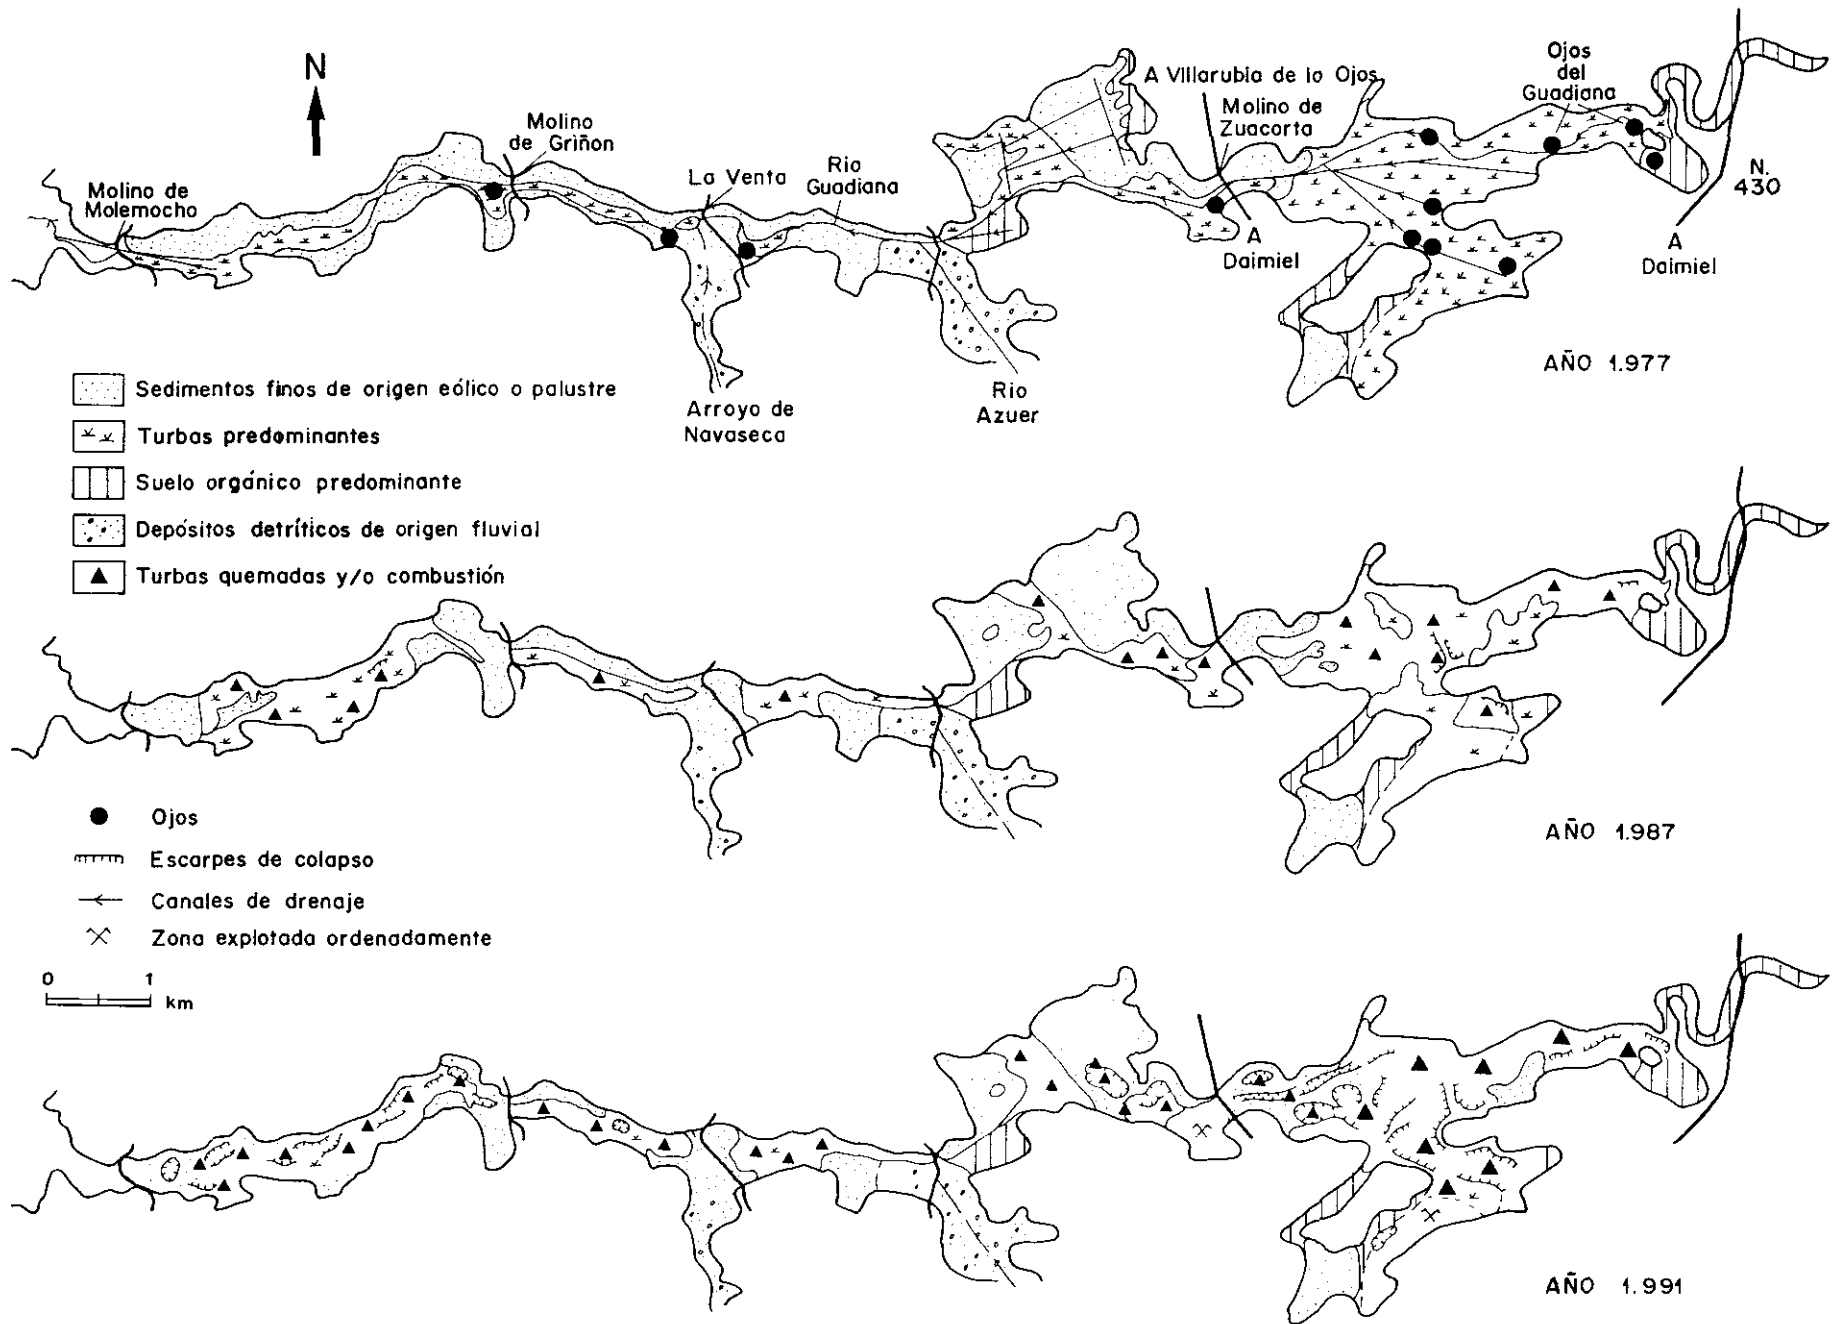 N
A Villarubia de lo Ojos
Ojos
del
Guadiana
Molino
de Griñon
Molino de
Zuacorta
Rio
Guadiana
La Venta
N.
430
Molino de
Molemocho
A
Daimiel
A
Daimiel
AÑO 1.977
Sedimentos finos de origen eólico o palustre
Rio
Azuer
Arroyo de
Navaseca
Turbas predominantes
Suelo orgánico predominante
Depósitos detríticos de origen fluvial
Turbas quemadas y/o combustión
Ojos
AÑO 1.987
Escarpes de colapso
Canales de drenaje
Zona explotada ordenadamente
0 1
km
AÑO 1.991